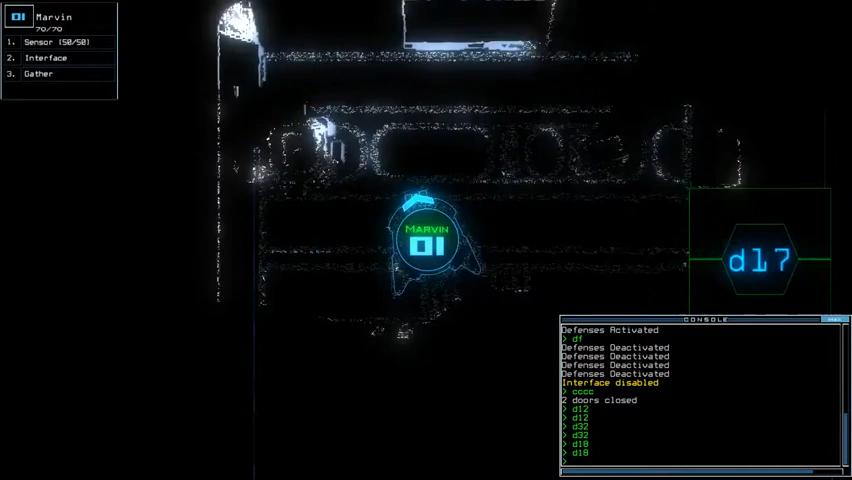 01 Marvin
70/70
1. Sensor (50/50)
2. Interface
3. Gather
MARVIN
01
d17
CONSOLE
Defenses Activated
> df
Defenses Deactivated
Defenses Deactivated
Defenses Deactivated
Defenses Deactivated
Interface disabled
> cccc
2 doors closed
> d12
> d12
> d32
> d32
> d18
> d18
>